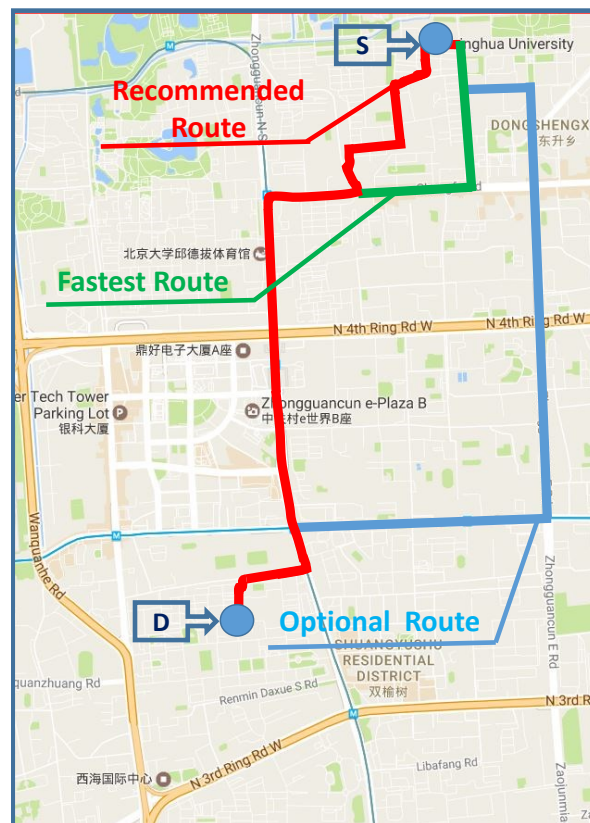 S
inghua University
Zhongguancun N S
Recommended
Route
DONGSHENGX
东升乡
北京大学邱德拔体育馆
Fastest Route
N 4th Ring Rd W
N 4th Ring Rd W
鼎好电子大厦A座
er Tech Tower
Parking Lot
银科大厦
Zhongguancun e-Plaza B
中关村e世界B座
Wanquanhe Rd
Zhongguancun E Rd
D
Optional Route
SHUANGYUSHU
RESIDENTIAL
DISTRICT
双榆树
quanzhuang Rd
Renmin Daxue S Rd
N 3rd R
N 3rd Ring Rd W
西海国际中心
Libafang Rd
Zaojunmia